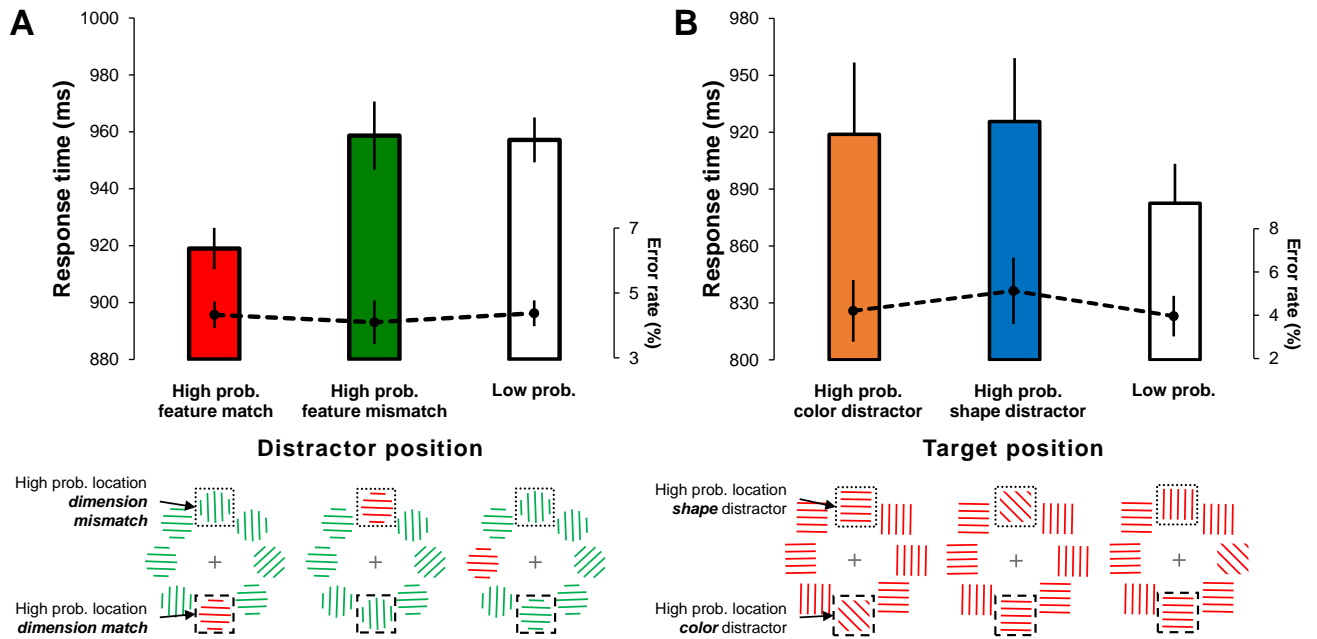 A
Response time (ms)
1000
980
960
940
920
900
880
7
5
3
Error rate (%)
High prob.
feature match
High prob.
feature mismatch
Low prob.
Distractor position
High prob. location
dimension
mismatch
High prob. location
dimension match
B
Response time (ms)
980
950
920
890
860
830
800
8
6
4
2
Error rate (%)
High prob.
color distractor
High prob.
shape distractor
Low prob.
Target position
High prob. location
shape distractor
High prob. location
color distractor